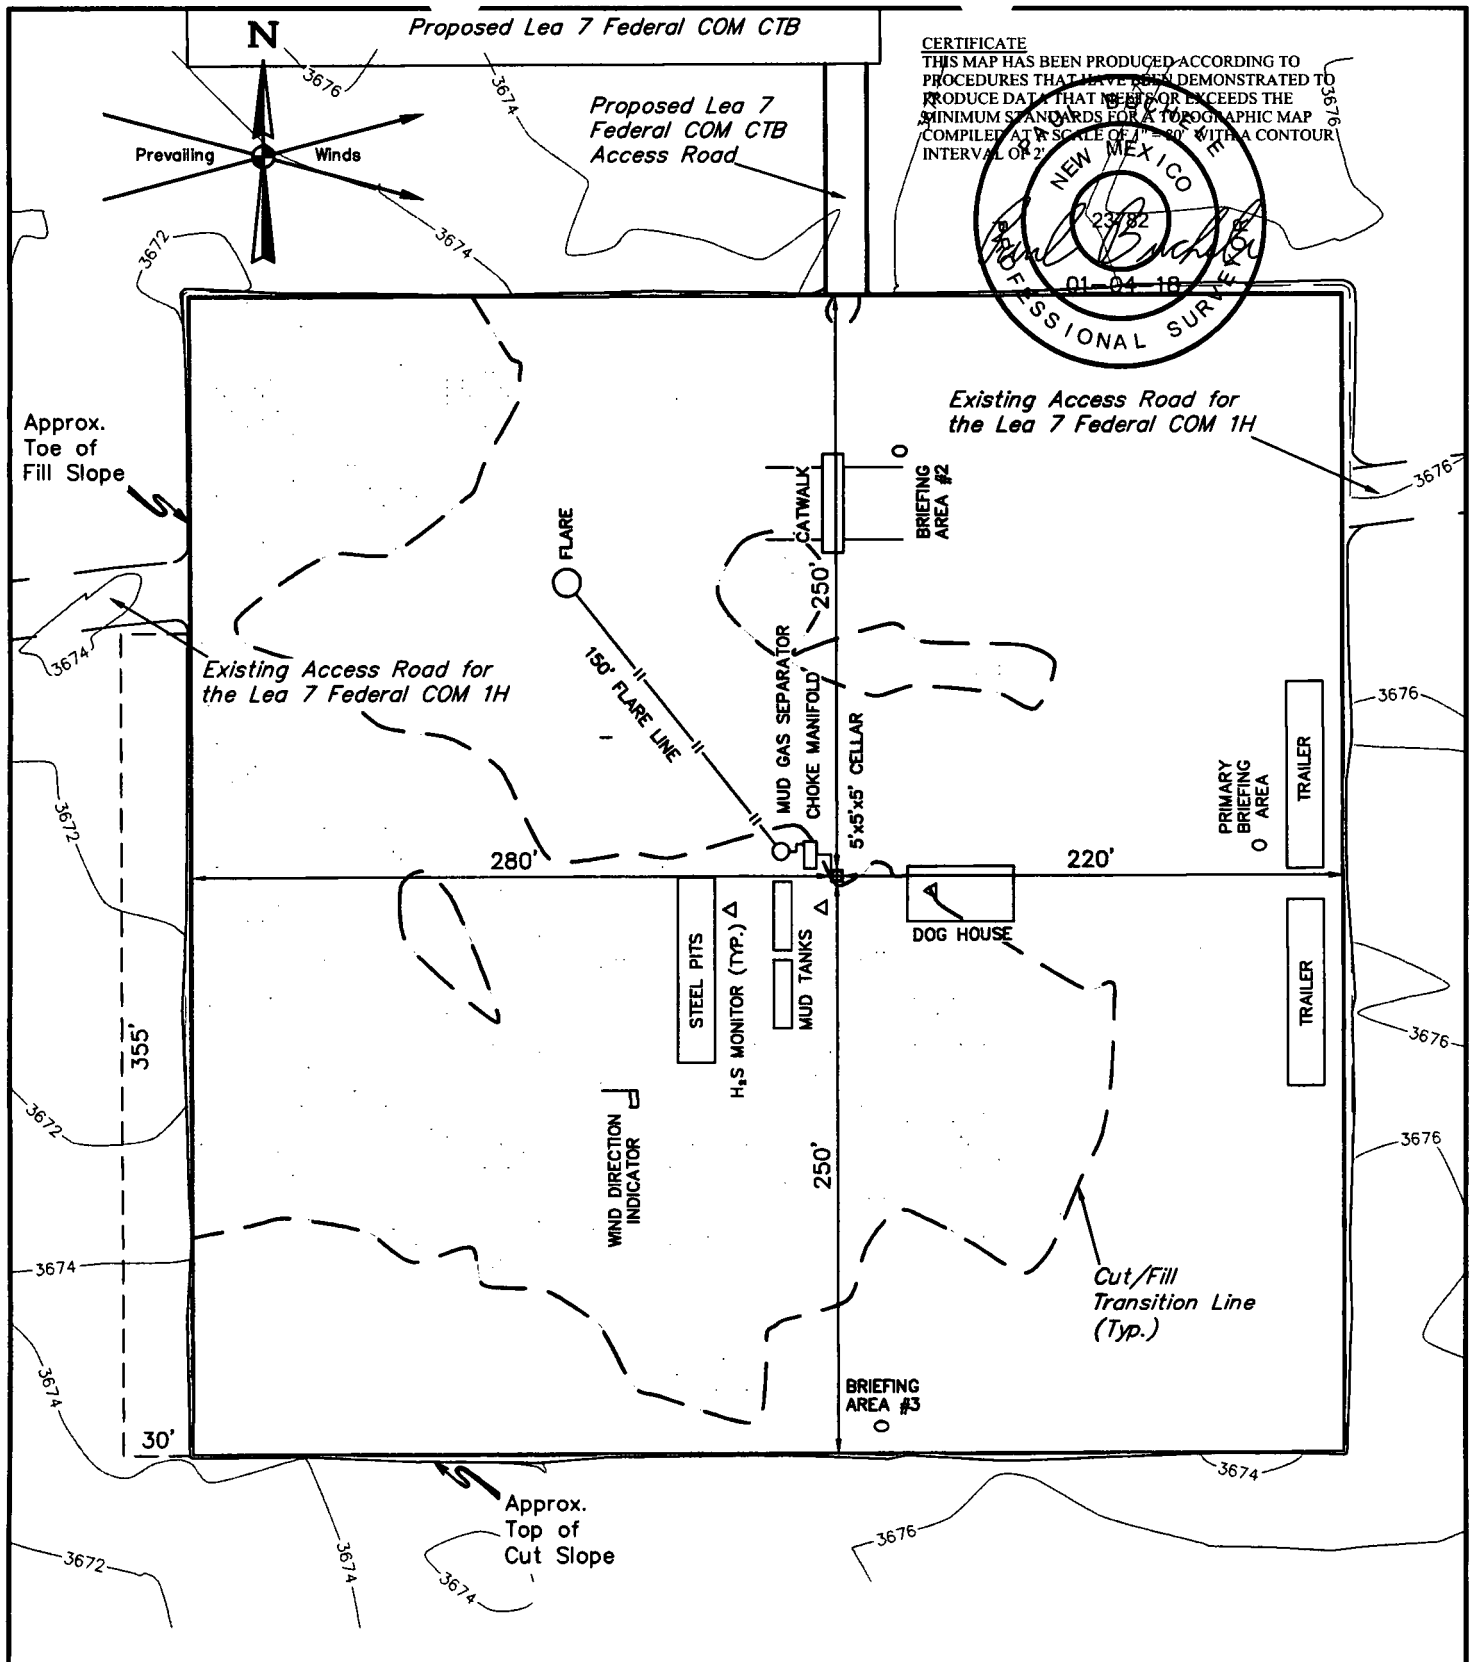 Proposed Lea 7 Federal COM CTB
N
Prevailing Winds
3676
3674
Proposed Lea 7
Federal COM CTB
Access Road
3674
CERTIFICATE
THIS MAP HAS BEEN PRODUCED ACCORDING TO
PROCEDURES THAT HAVE BEEN DEMONSTRATED TO
PRODUCE DATA THAT MEETS OR EXCEEDS THE
MINIMUM STANDARDS FOR A TOPOGRAPHIC MAP
COMPILED AT A SCALE OF 1" = 80' WITH A CONTOUR
INTERVAL OF 2'
PAUL BUCHELE
NEW MEXICO
23782
Paul Buchele
01-04-18
PROFESSIONAL SURVEYOR
3676
3672
3674
Approx.
Toe of
Fill Slope
Existing Access Road for
the Lea 7 Federal COM 1H
3676
FLARE
CATWALK
BRIEFING
AREA #2
250'
3674
Existing Access Road for
the Lea 7 Federal COM 1H
150' FLARE LINE
MUD GAS SEPARATOR
CHOKE MANIFOLD
5'x5'x5' CELLAR
3676
PRIMARY
BRIEFING
AREA
TRAILER
3672
280'
220'
STEEL PITS
H2S MONITOR (TYP.)
MUD TANKS
DOG HOUSE
TRAILER
355'
3676
3672
WIND DIRECTION
INDICATOR
250'
3676
3674
Cut/Fill
Transition Line
(Typ.)
3674
BRIEFING
AREA #3
30'
3674
Approx.
Top of
Cut Slope
3676
3672
3674
3674